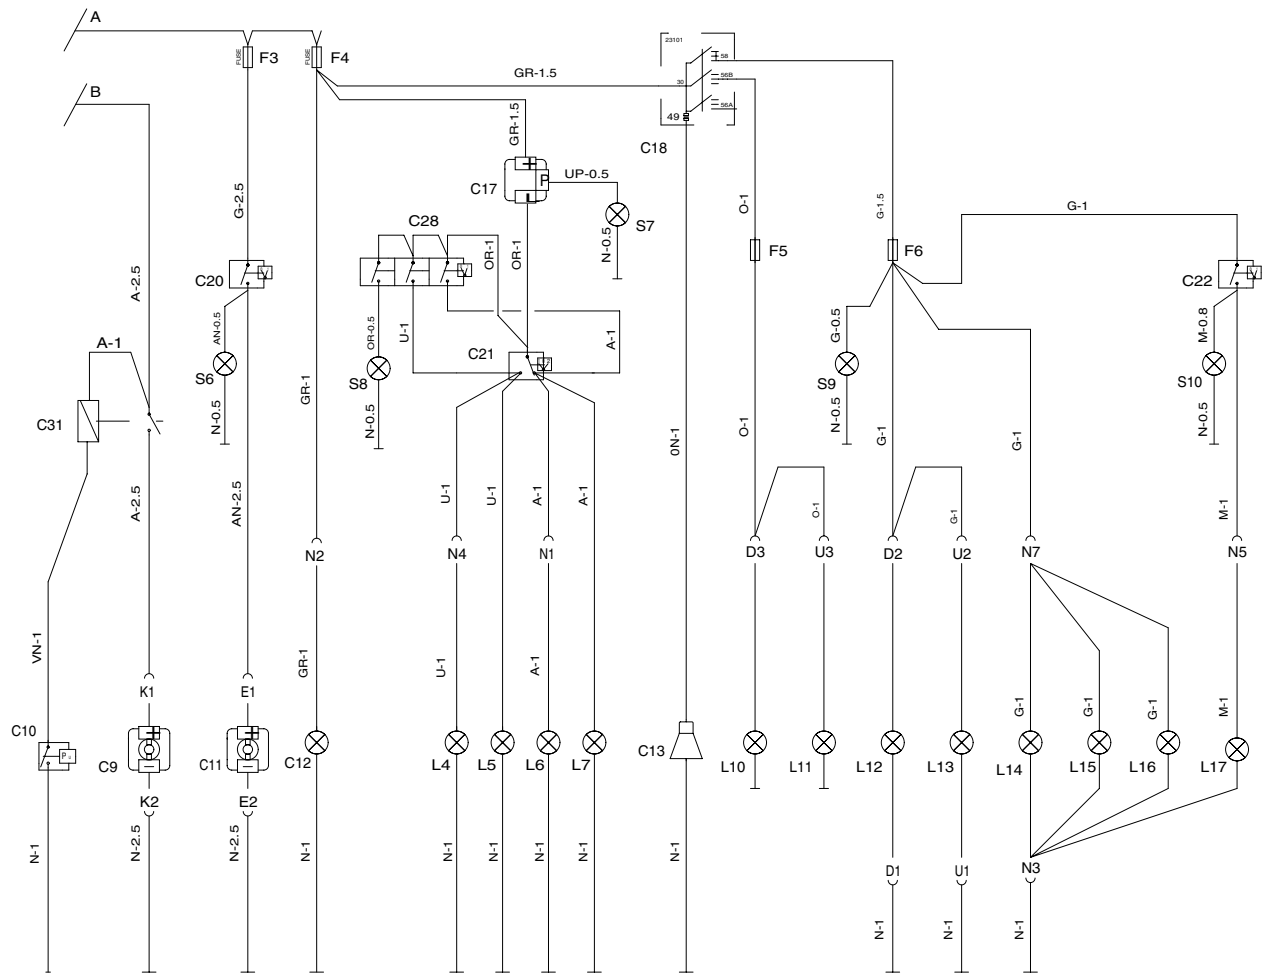 A
FUSE
F3
FUSE
F4
23101
58
GR-1.5
30
56B
B
56A
49
GR-1.5
C18
C17
+
P
UP-0.5
S7
N-0.5
G-2.5
O-1
G-1.5
G-1
C28
OR-1
OR-1
F5
F6
C20
C22
A-2.5
AN-0.5
OR-0.5
U-1
A-1
G-0.5
M-0.8
A-1
C21
S6
S8
S9
S10
GR-1
C31
N-0.5
N-0.5
N-0.5
N-0.5
0N-1
O-1
G-1
G-1
A-2.5
AN-2.5
U-1
U-1
A-1
A-1
O-1
G-1
M-1
N2
N4
N1
D3
U3
D2
U2
N7
N5
VN-1
GR-1
U-1
A-1
K1
E1
G-1
G-1
G-1
M-1
C10
P
+
+
C9
C11
C12
L4
L5
L6
L7
C13
L10
L11
L12
L13
L14
L15
L16
L17
K2
E2
N-1
N-2.5
N-2.5
N-1
N-1
N-1
N-1
N-1
N-1
D1
U1
N3
N-1
N-1
N-1